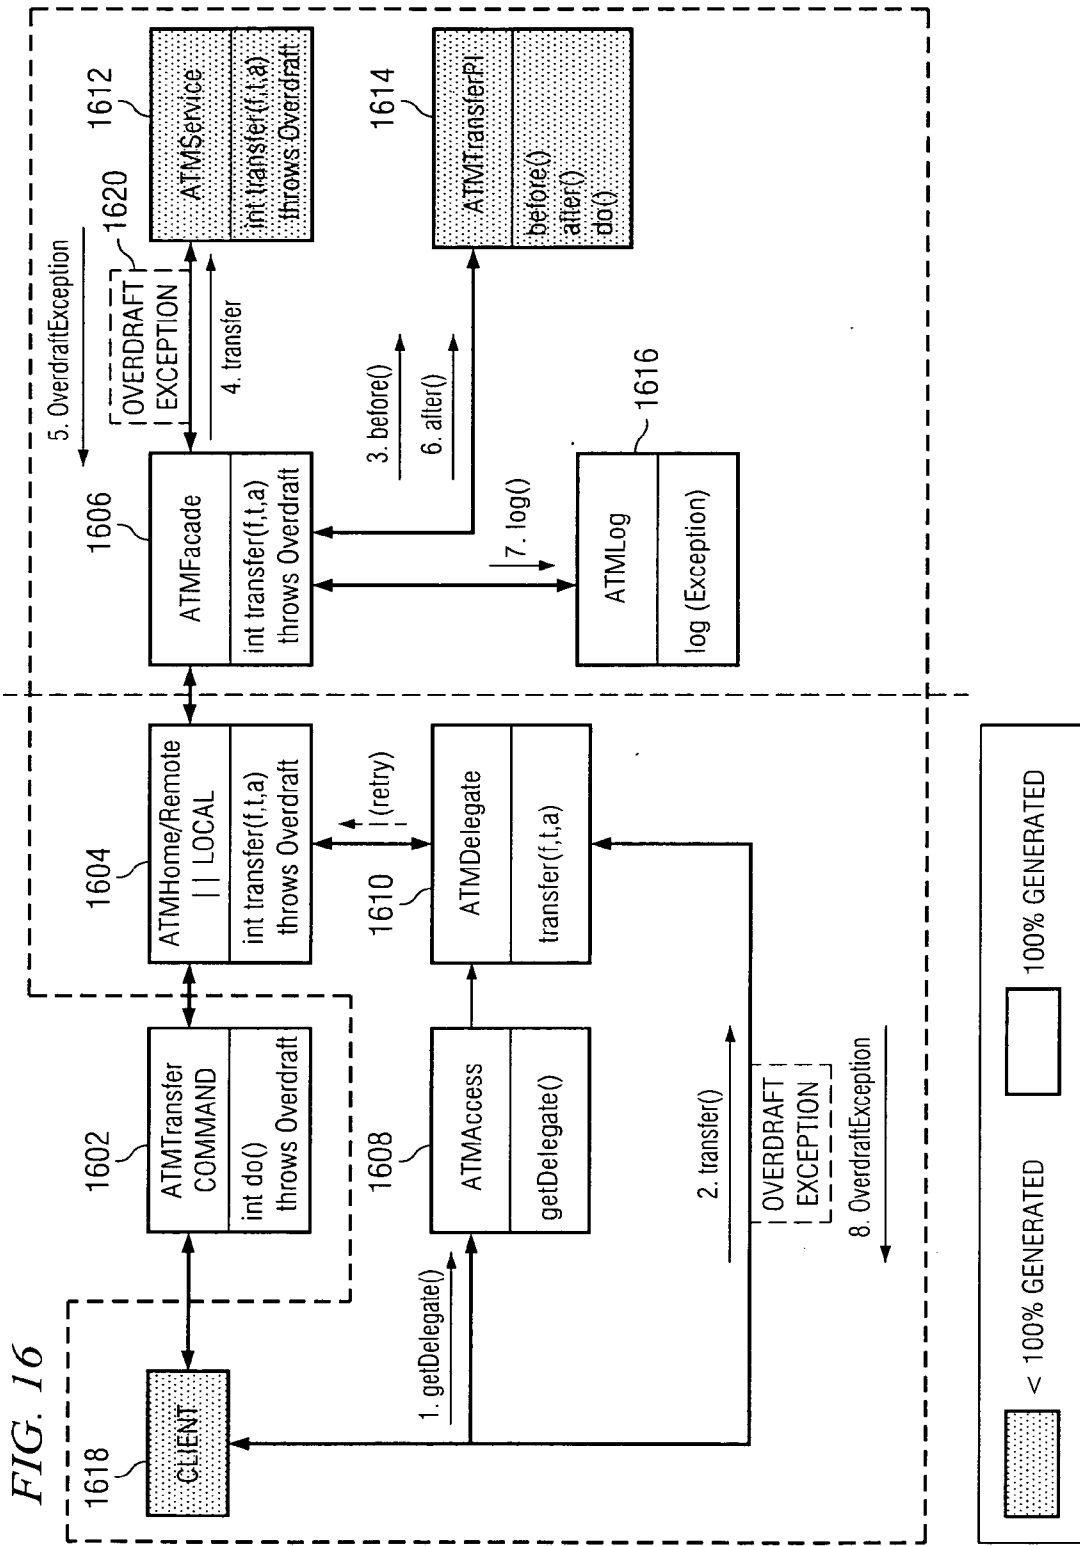 FIG. 16
1618
CLIENT
1602
ATMTransfer
COMMAND
int do()
throws Overdraft
1604
ATMHome/Remote
|| LOCAL
int transfer(f,t,a)
throws Overdraft
1606
ATMFacade
int transfer(f,t,a)
throws Overdraft
5. OverdraftException
OVERDRAFT
EXCEPTION
1620
4. transfer
1612
ATMService
int transfer(f,t,a)
throws Overdraft
1. getDelegate()
1608
ATMAccess
getDelegate()
1610
ATMDelegate
transfer(f,t,a)
(retry)
3. before()
6. after()
7. log()
1614
ATMTransferPI
before()
after()
do()
1616
ATMLog
log (Exception)
2. transfer()
OVERDRAFT
EXCEPTION
8. OverdraftException
< 100% GENERATED
100% GENERATED